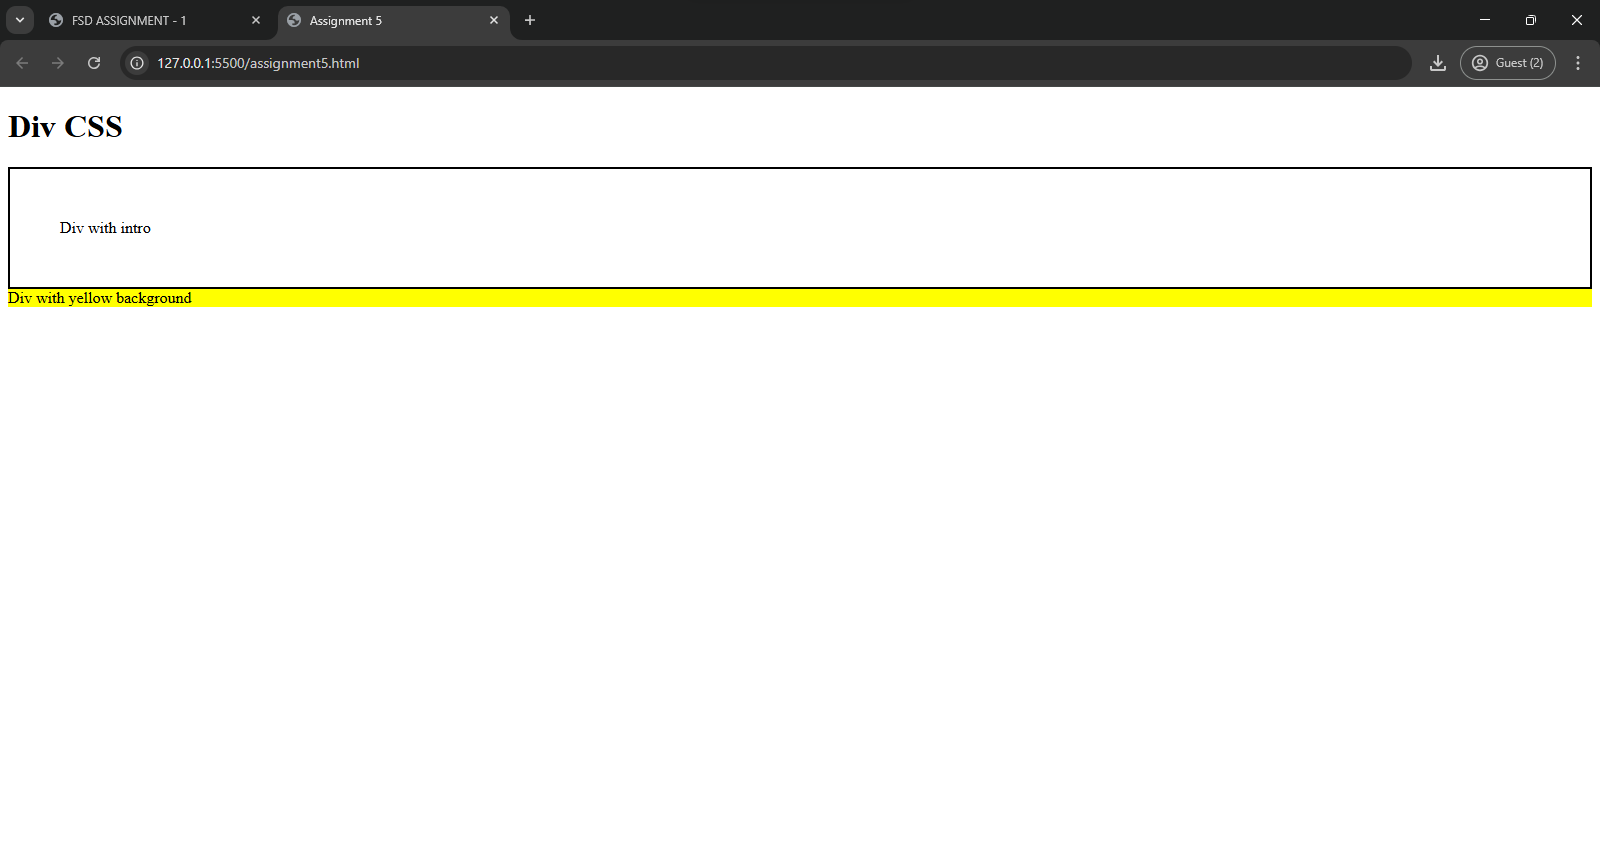 FSD ASSIGNMENT - 1
Assignment 5
127.0.0.1:5500/assignment5.html
Guest (2)
Div CSS
Div with intro
Div with yellow background